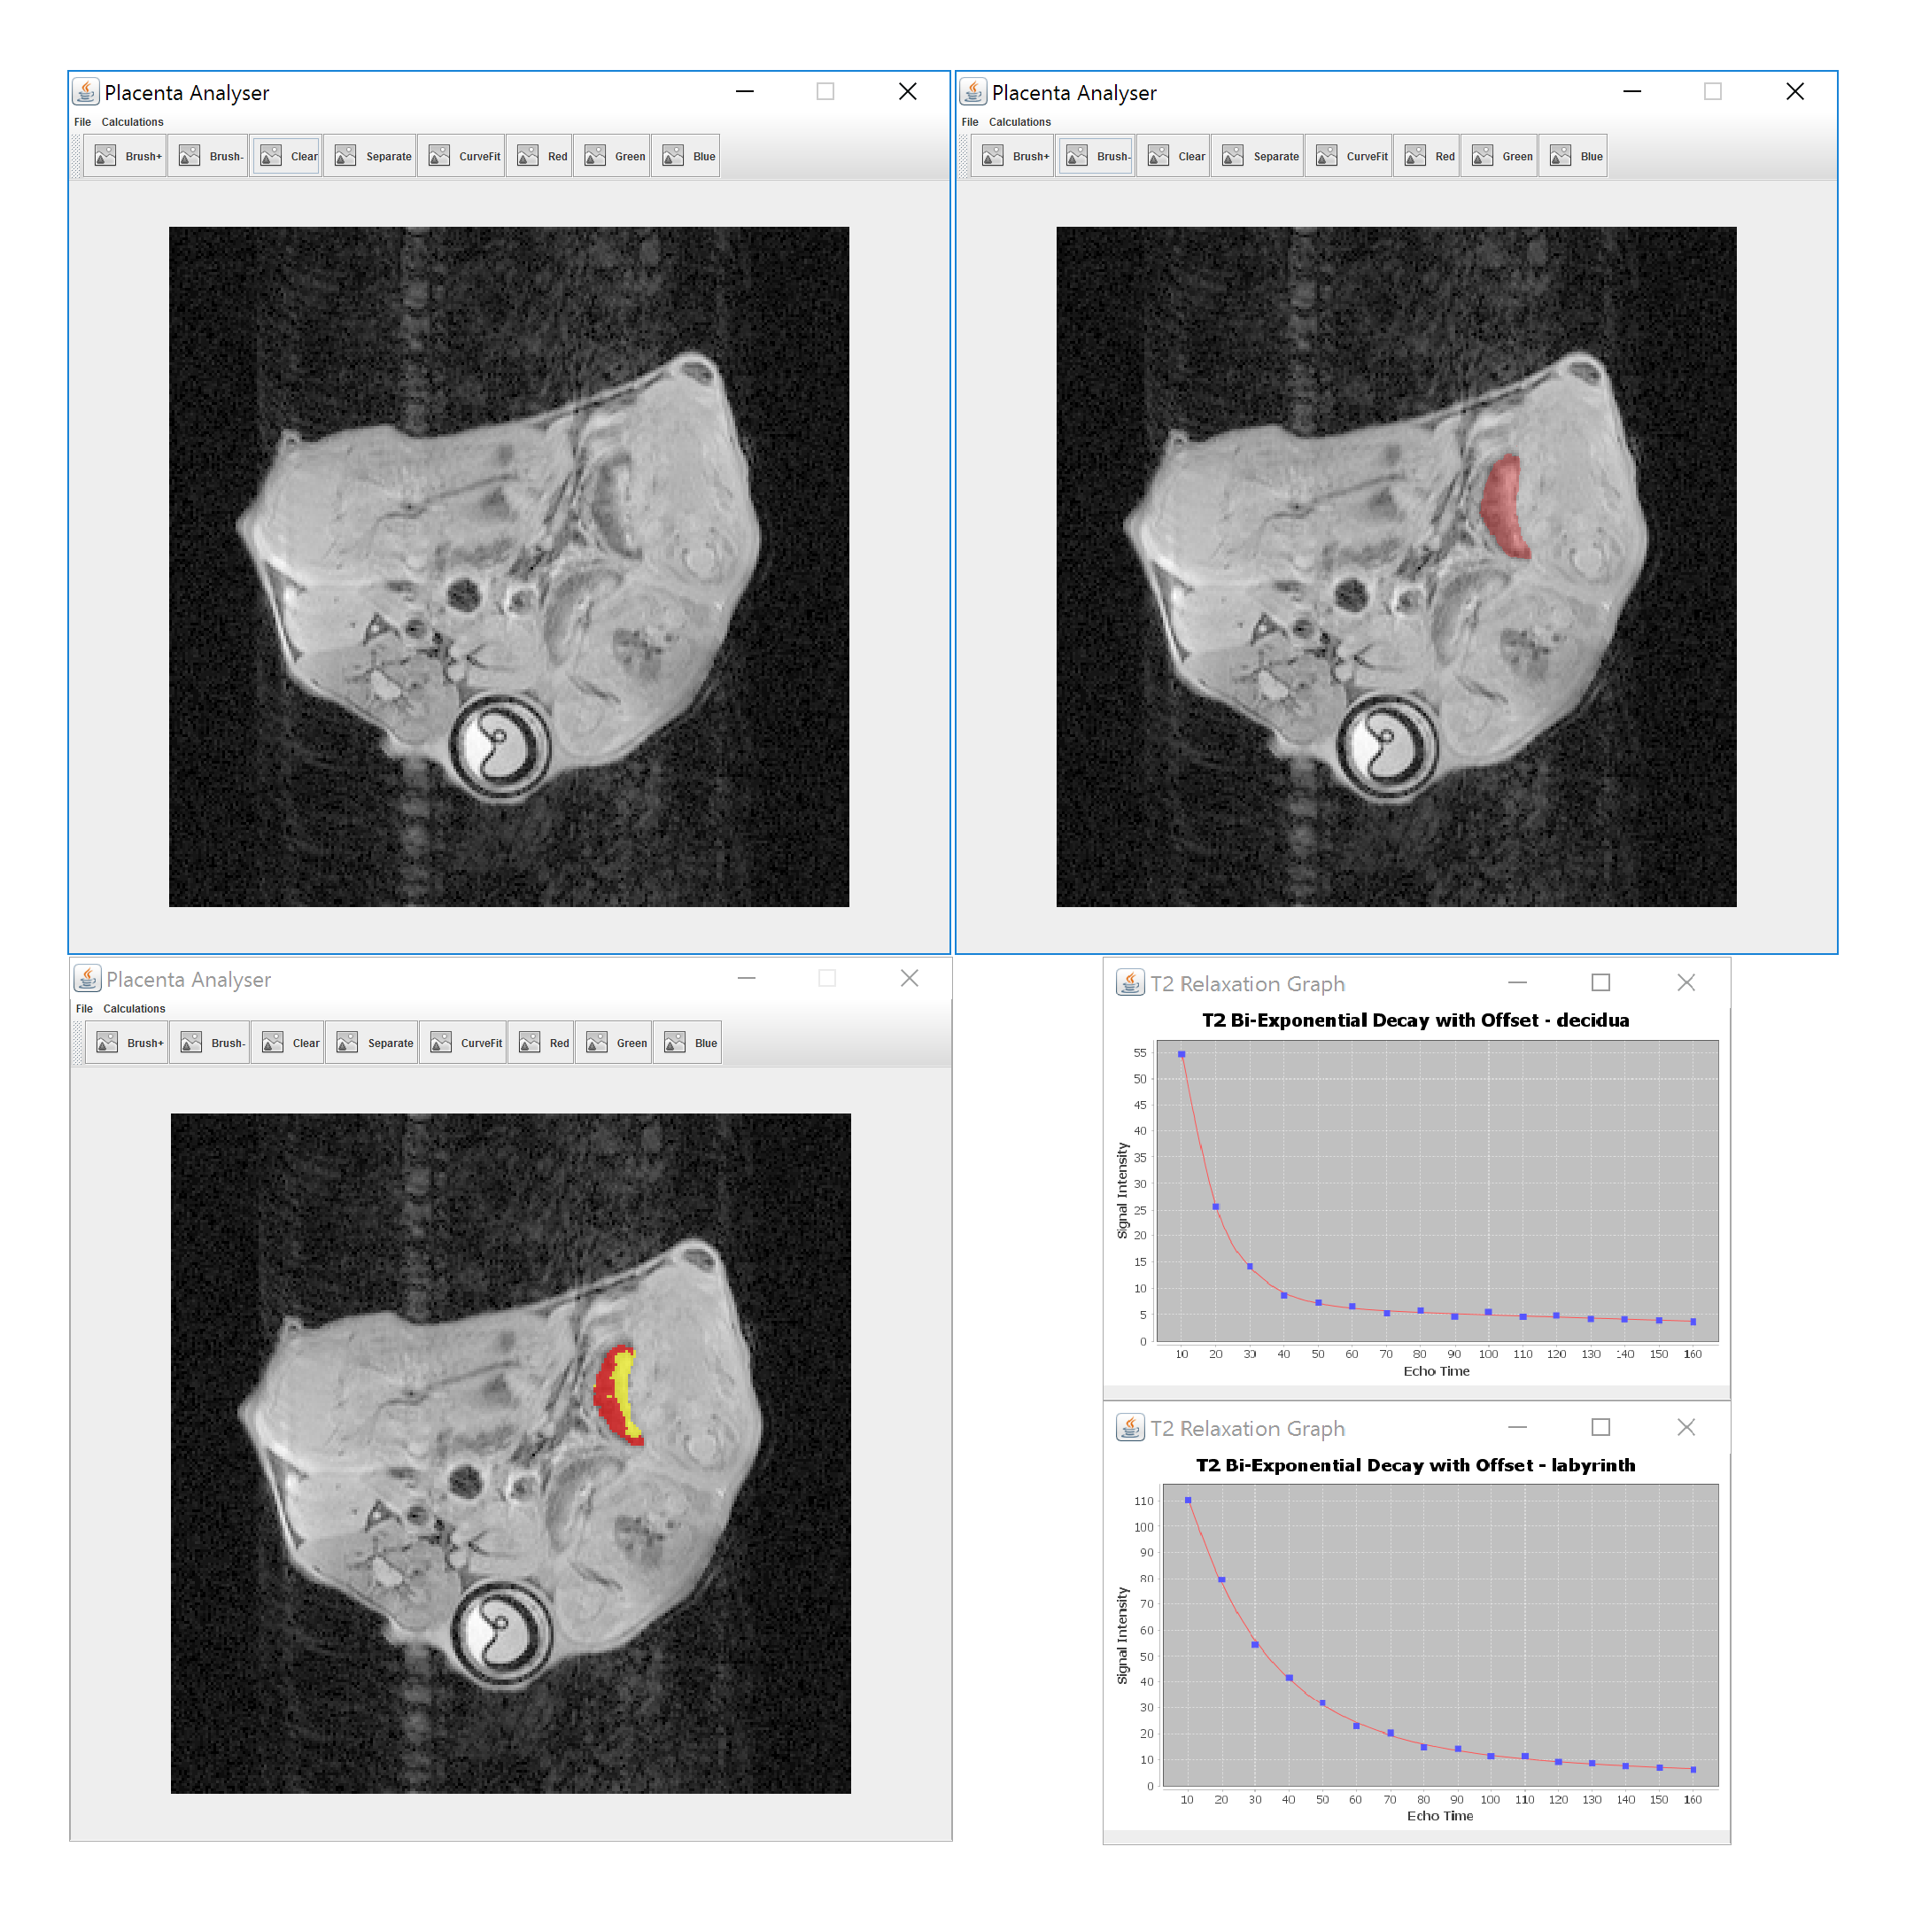 Placenta Analyser
File Calculations
Brush+ Brush- Clear Separate CurveFit Red Green Blue
Placenta Analyser
File Calculations
Brush+ Brush- Clear Separate CurveFit Red Green Blue
Placenta Analyser
File Calculations
Brush+ Brush- Clear Separate CurveFit Red Green Blue
T2 Relaxation Graph
T2 Bi-Exponential Decay with Offset - decidua
Signal Intensity
55
50
45
40
35
30
25
20
15
10
5
0
10 20 30 40 50 60 70 80 90 100 110 120 130 140 150 160
Echo Time
T2 Relaxation Graph
T2 Bi-Exponential Decay with Offset - labyrinth
Signal Intensity
110
100
90
80
70
60
50
40
30
20
10
0
10 20 30 40 50 60 70 80 90 100 110 120 130 140 150 160
Echo Time